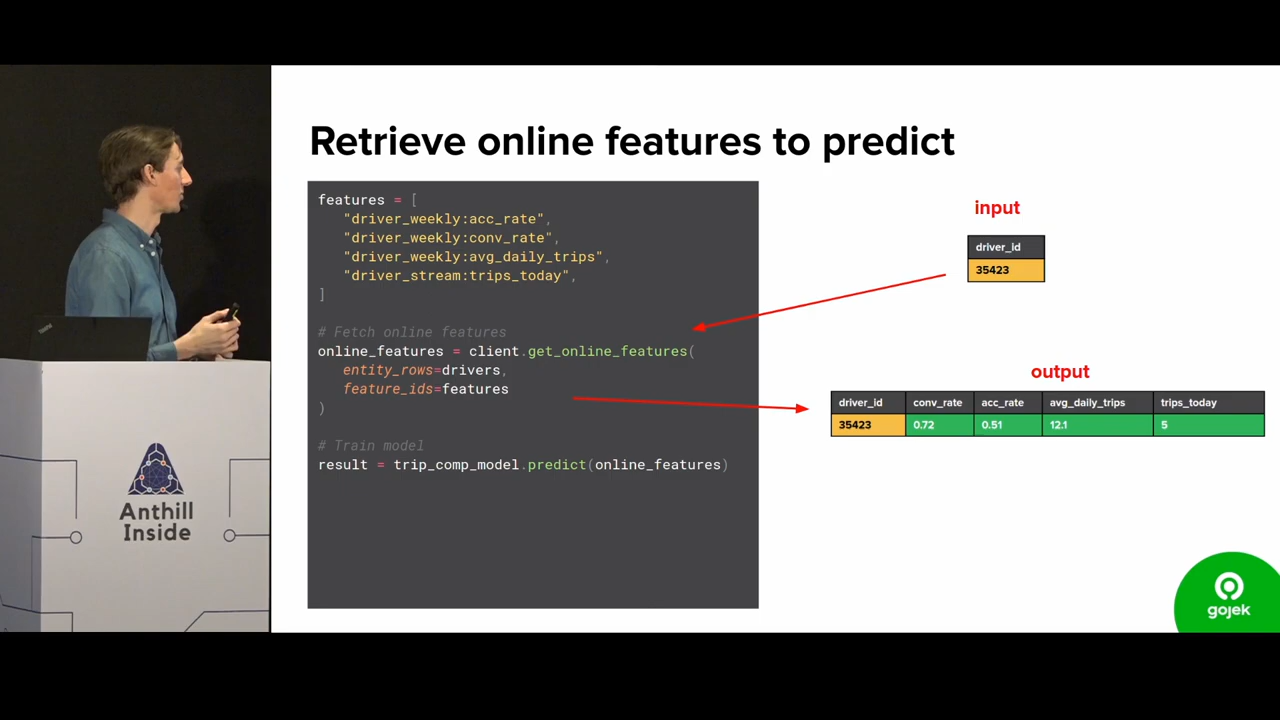 Retrieve online features to predict
features = [
"driver_weekly:acc_rate",
"driver_weekly:conv_rate",
"driver_weekly:avg_daily_trips",
"driver_stream:trips_today",
]
# Fetch online features
online_features = client.get_online_features(
entity_rows=drivers,
feature_ids=features
)
# Train model
result = trip_comp_model.predict(online_features)
input
driver_id
35423
output
driver_id conv_rate acc_rate avg_daily_trips trips_today
35423 0.72 0.51 12.1 5
gojek
Anthill
Inside